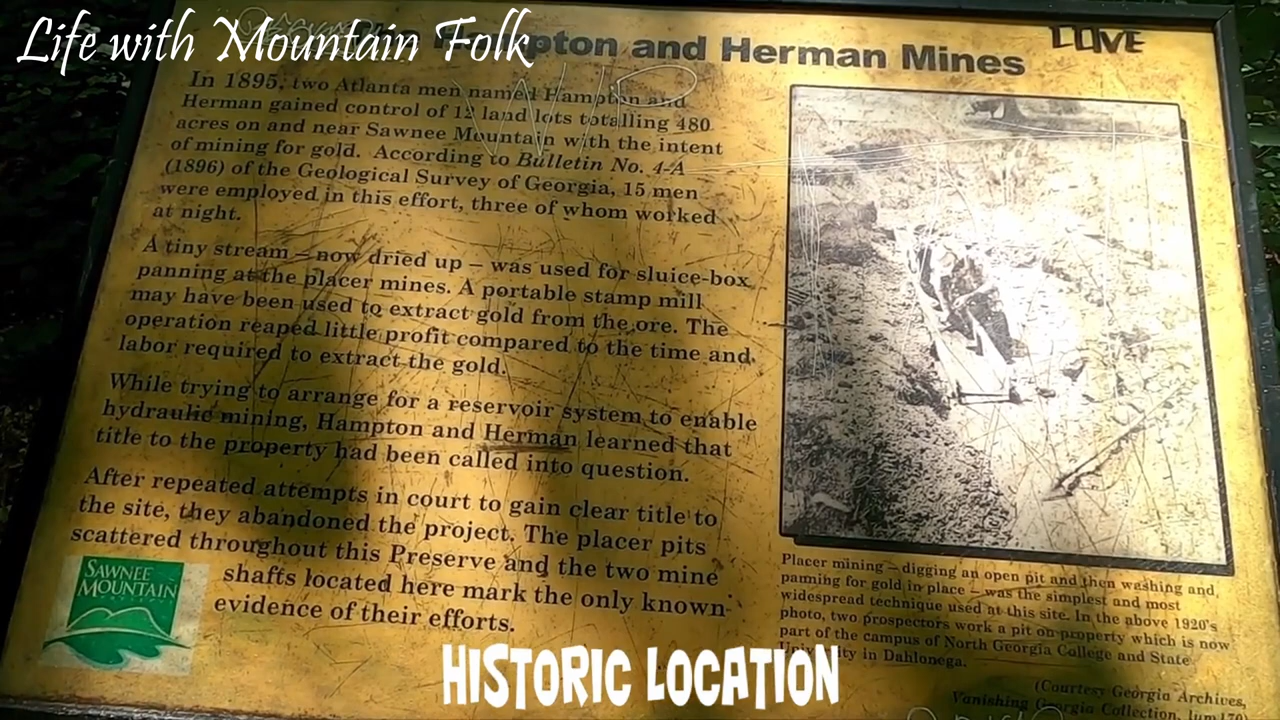 Life with Mountain Folk
Hampton and Herman Mines
LOVE
In 1895, two Atlanta men named Hampton and
Herman gained control of 12 land lots totalling 480
acres on and near Sawnee Mountain with the intent
of mining for gold. According to Bulletin No. 4-A
(1896) of the Geological Survey of Georgia, 15 men
were employed in this effort, three of whom worked
at night.
A tiny stream – now dried up – was used for sluice-box
panning at the placer mines. A portable stamp mill
may have been used to extract gold from the ore. The
operation reaped little profit compared to the time and
labor required to extract the gold.
While trying to arrange for a reservoir system to enable
hydraulic mining, Hampton and Herman learned that
title to the property had been called into question.
After repeated attempts in court to gain clear title to
the site, they abandoned the project. The placer pits
scattered throughout this Preserve and the two mine
shafts located here mark the only known
evidence of their efforts.
SAWNEE
MOUNTAIN
Placer mining – digging an open pit and then washing and
panning for gold in place – was the simplest and most
widespread technique used at this site. In the above 1920's
photo, two prospectors work a pit on property which is now
part of the campus of North Georgia College and State
University in Dahlonega.
(Courtesy Georgia Archives,
Vanishing Georgia Collection,
HISTORIC LOCATION